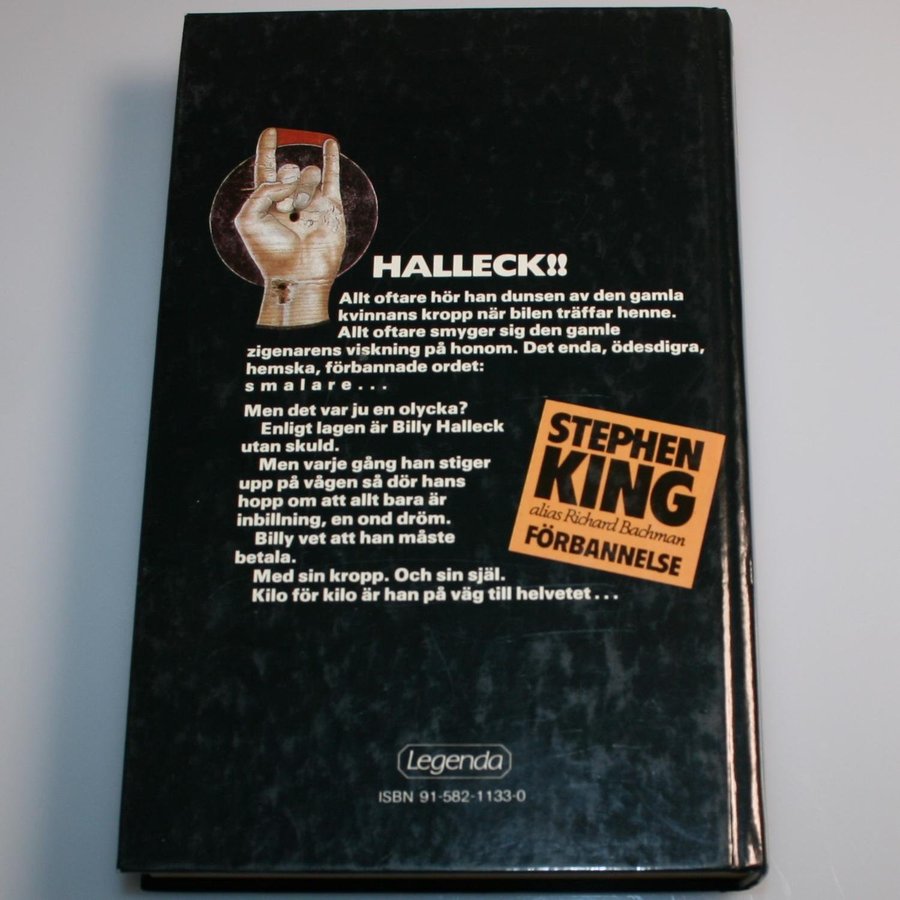 HALLECK!!
Allt oftare hör han dunsen av den gamla
kvinnans kropp när bilen träffar henne.
Allt oftare smyger sig den gamle
zigenarens viskning på honom. Det enda, ödesdigra,
hemska, förbannade ordet:
s m a l a r e . . .
Men det var ju en olycka?
Enligt lagen är Billy Halleck
utan skuld.
Men varje gång han stiger
upp på vågen så dör hans
hopp om att allt bara är
inbillning, en ond dröm.
Billy vet att han måste
betala.
Med sin kropp. Och sin själ.
Kilo för kilo är han på väg till helvetet . . .
STEPHEN
KING
alias Richard Bachman
FÖRBANNELSE
Legenda
ISBN 91-582-1133-0